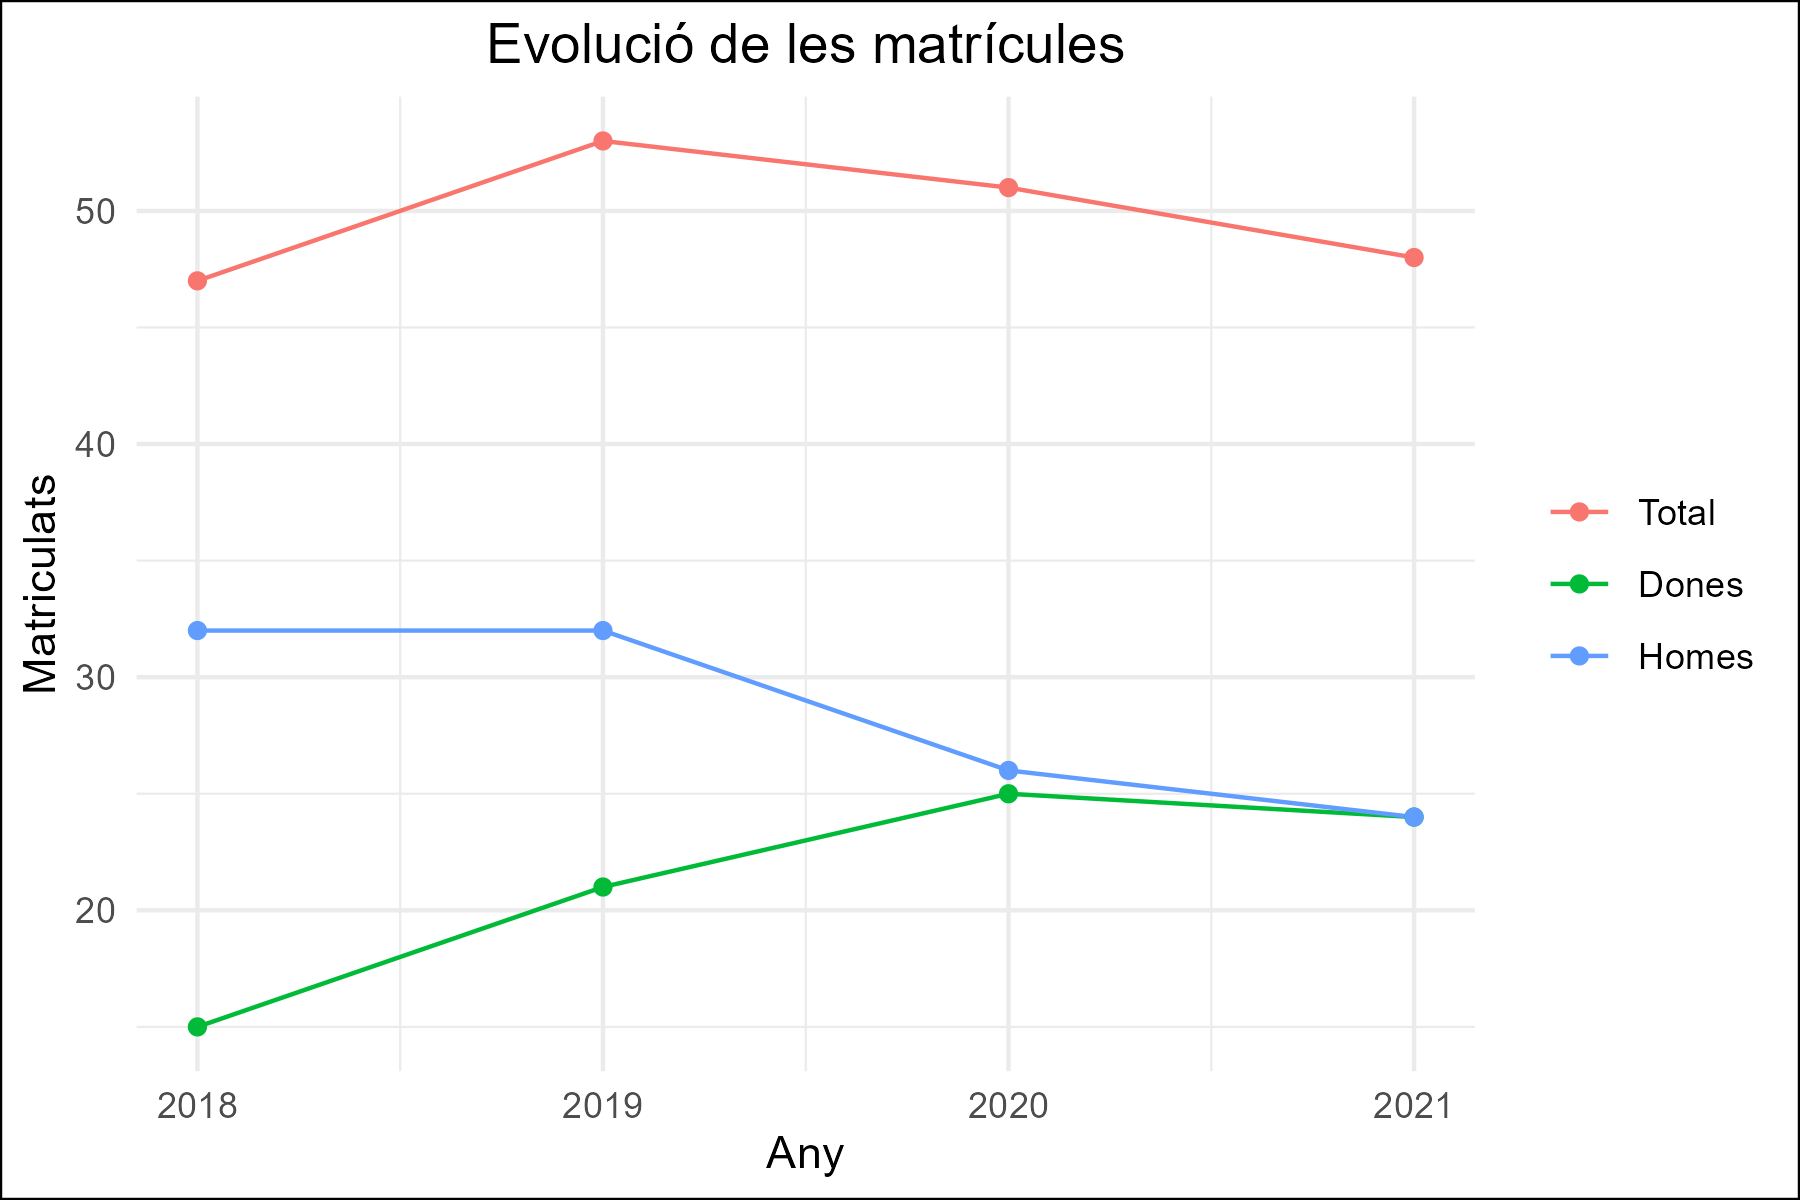 Evolució de les matrícules
Matriculats
50
40
30
20
2018 2019 2020 2021
Any
Total
Dones
Homes